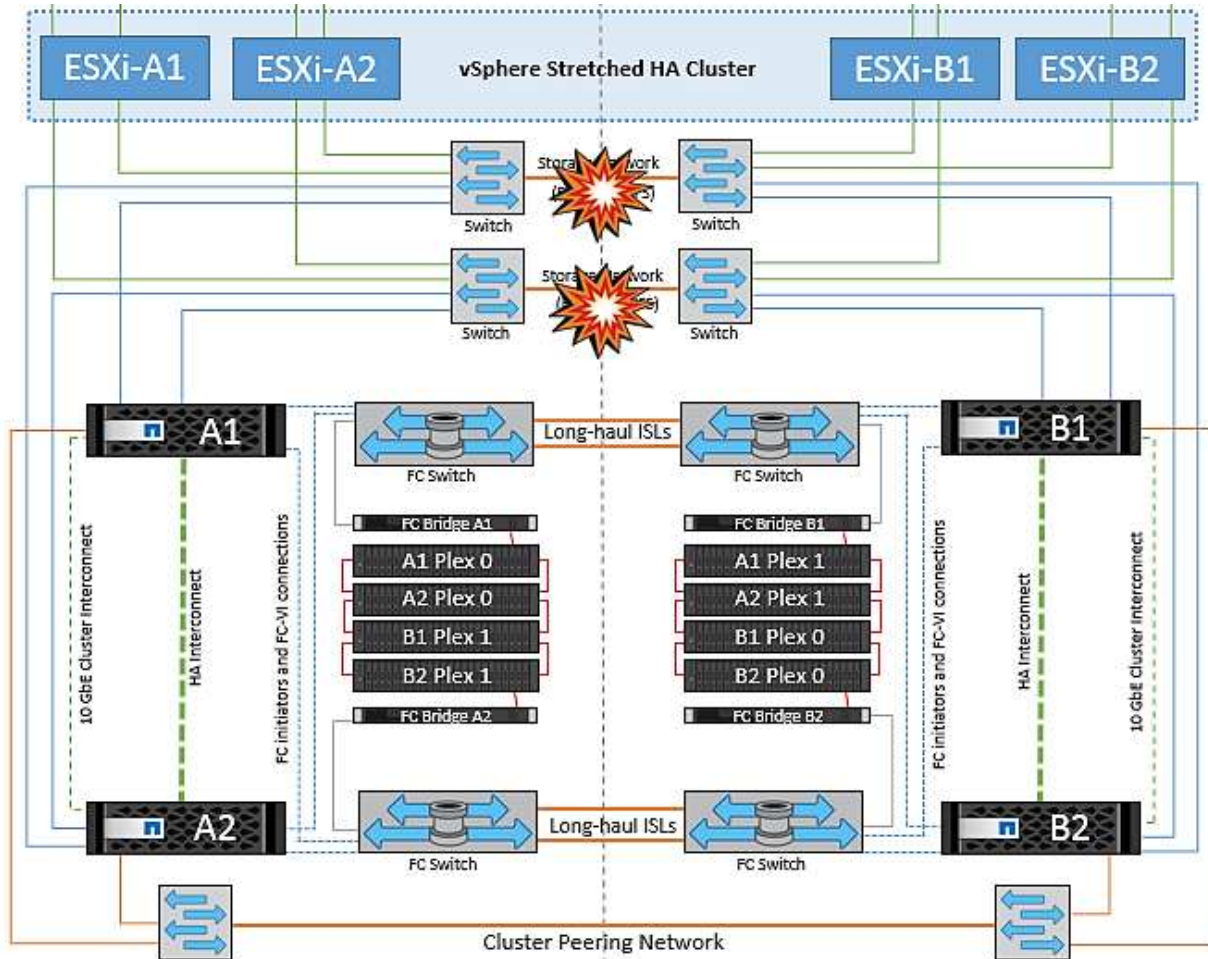 ESXi-A1
ESXi-A2
vSphere Stretched HA Cluster
ESXi-B1
ESXi-B2
Switch
Switch
Switch
Switch
A1
FC Switch
Long-haul ISLs
FC Switch
B1
10 GbE Cluster Interconnect
HA Interconnect
FC initiators and FC-VI connections
FC Bridge A1
A1 Plex 0
A2 Plex 0
B1 Plex 1
B2 Plex 1
FC Bridge A2
FC Bridge B1
A1 Plex 1
A2 Plex 1
B1 Plex 0
B2 Plex 0
FC Bridge B2
FC initiators and FC-VI connections
HA Interconnect
10 GbE Cluster Interconnect
A2
FC Switch
Long-haul ISLs
FC Switch
B2
Cluster Peering Network